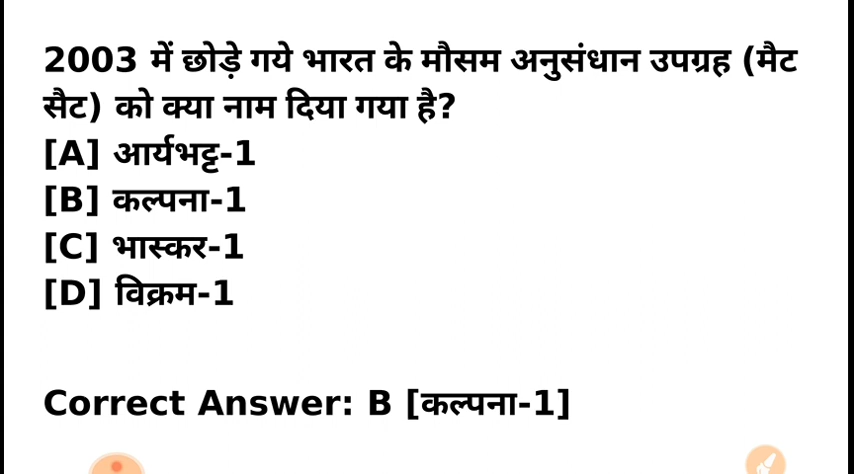 2003 में छोड़े गये भारत के मौसम अनुसंधान उपग्रह (मैट
सैट) को क्या नाम दिया गया है?
[A] आर्यभट्ट-1
[B] कल्पना-1
[C] भास्कर-1
[D] विक्रम-1
Correct Answer: B [कल्पना-1]